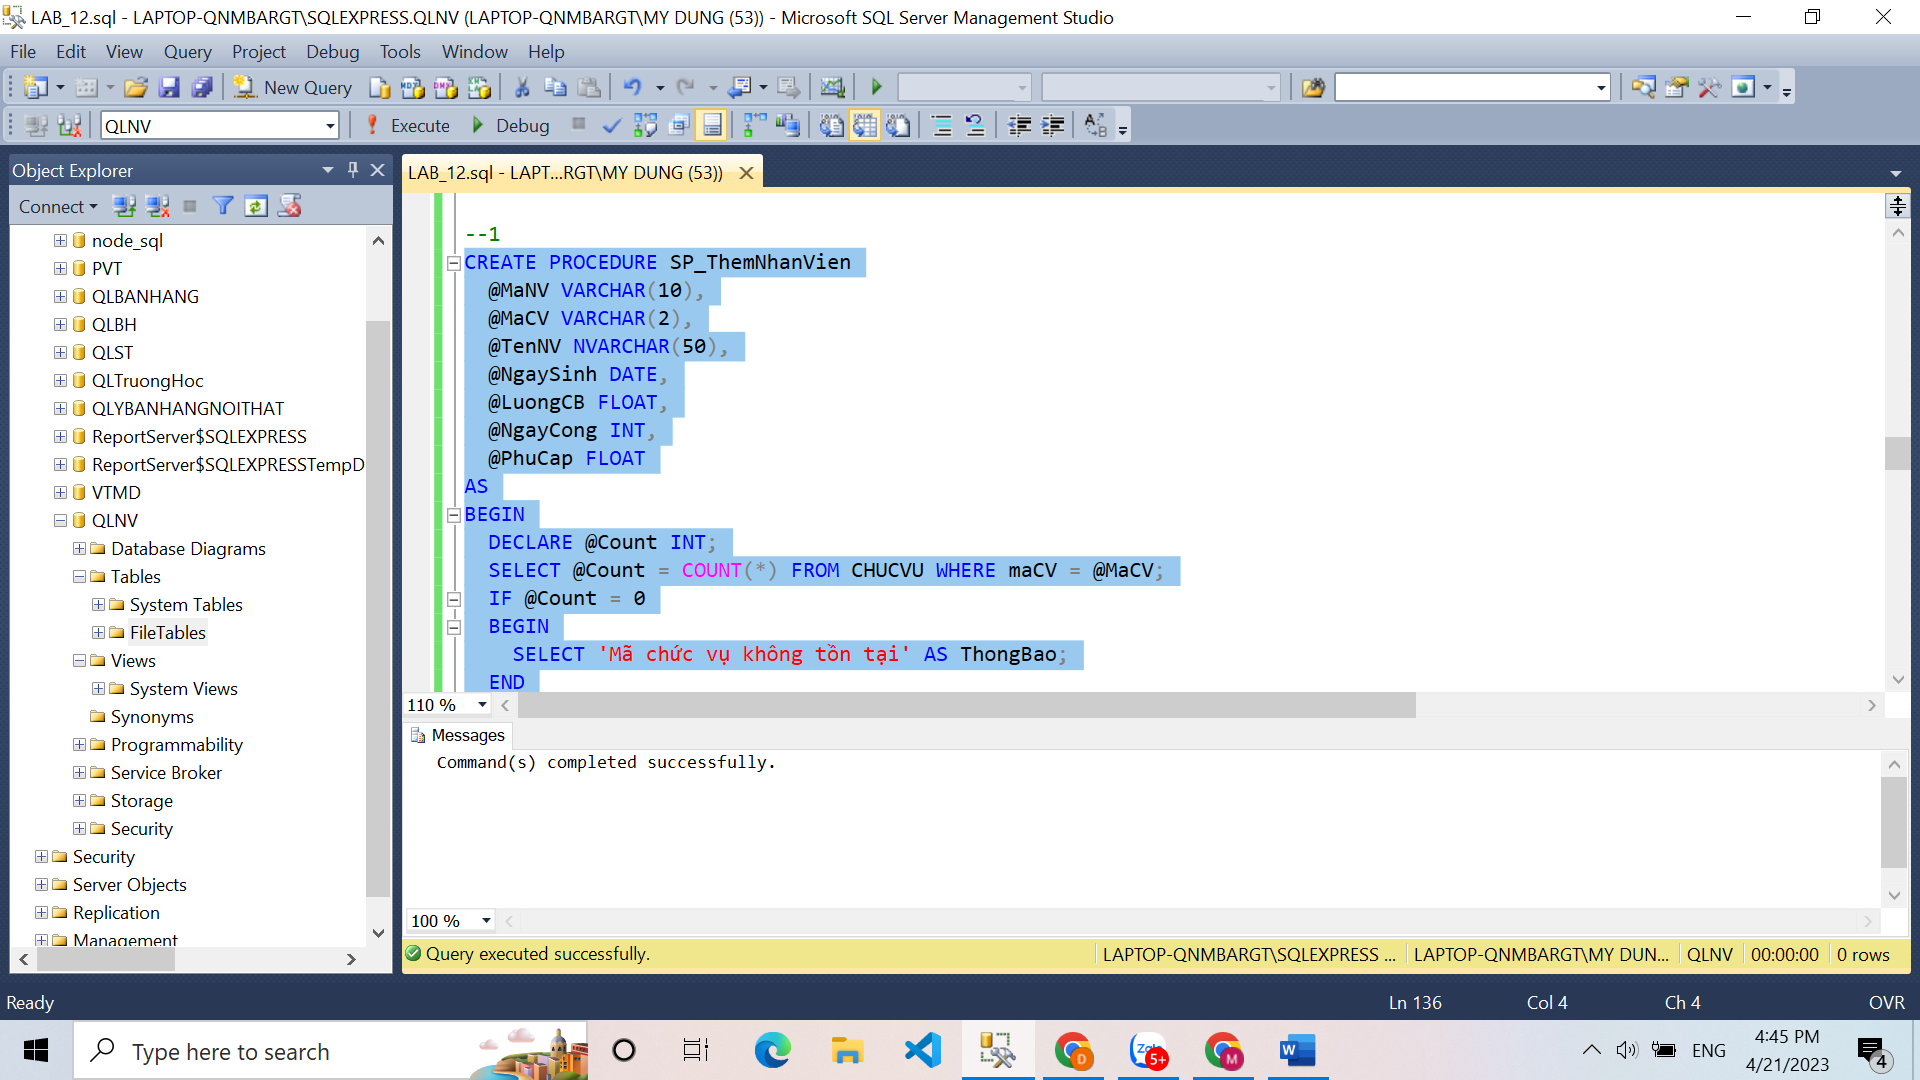 LAB_12.sql - LAPTOP-QNMBARGT\SQLEXPRESS.QLNV (LAPTOP-QNMBARGT\MY DUNG (53)) - Microsoft SQL Server Management Studio
File Edit View Query Project Debug Tools Window Help
New Query
QLNV Execute Debug
Object Explorer
Connect
node_sql
PVT
QLBANHANG
QLBH
QLST
QLTruongHoc
QLYBANHANGNOITHAT
ReportServer$SQLEXPRESS
ReportServer$SQLEXPRESSTempD
VTMD
QLNV
Database Diagrams
Tables
System Tables
FileTables
Views
System Views
Synonyms
Programmability
Service Broker
Storage
Security
Security
Server Objects
Replication
Management
LAB_12.sql - LAPT...RGT\MY DUNG (53))
--1
CREATE PROCEDURE SP_ThemNhanVien
@MaNV VARCHAR(10),
@MaCV VARCHAR(2),
@TenNV NVARCHAR(50),
@NgaySinh DATE,
@LuongCB FLOAT,
@NgayCong INT,
@PhuCap FLOAT
AS
BEGIN
DECLARE @Count INT;
SELECT @Count = COUNT(*) FROM CHUCVU WHERE maCV = @MaCV;
IF @Count = 0
BEGIN
SELECT 'Mã chức vụ không tồn tại' AS ThongBao;
END
110 %
Messages
Command(s) completed successfully.
100 %
Query executed successfully. LAPTOP-QNMBARGT\SQLEXPRESS ... LAPTOP-QNMBARGT\MY DUN... QLNV 00:00:00 0 rows
Ready Ln 136 Col 4 Ch 4 OVR
Type here to search
D
Zalo
5+
M
W
ENG
4:45 PM
4/21/2023
4